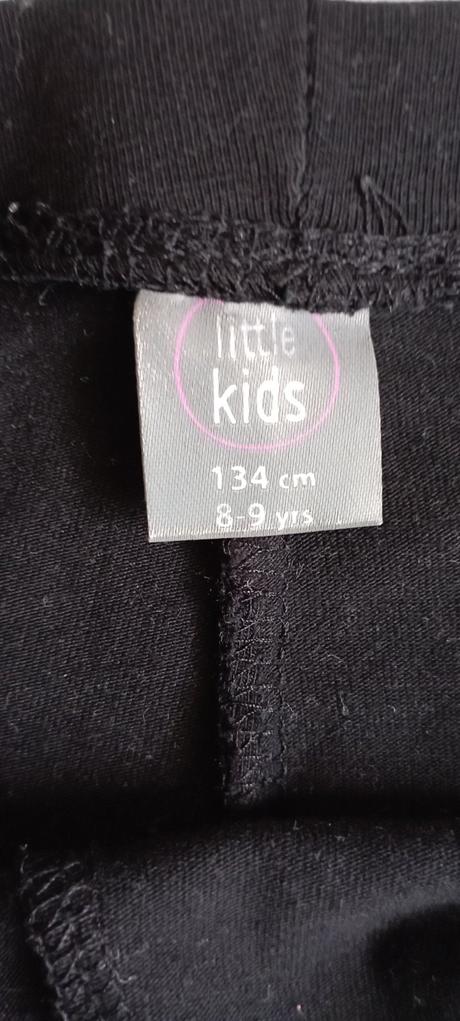 little
kids
134 cm
8-9 yrs